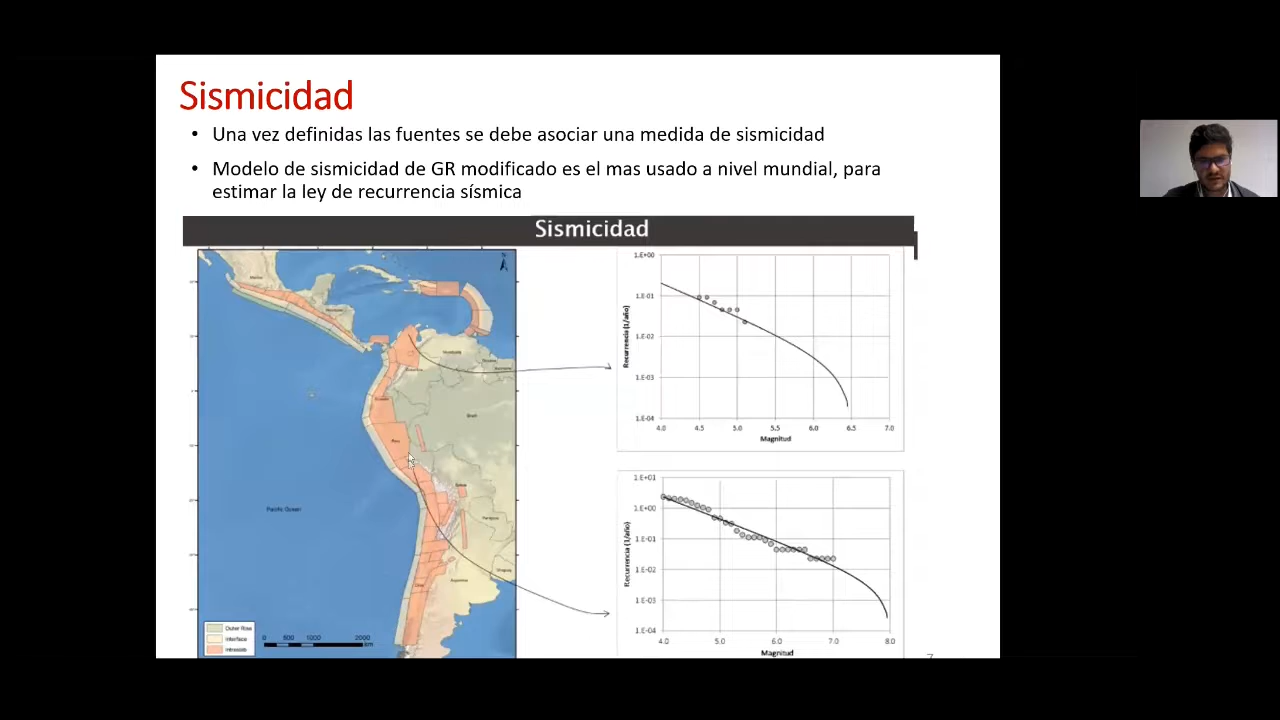 Sismicidad
• Una vez definidas las fuentes se debe asociar una medida de sismicidad
• Modelo de sismicidad de GR modificado es el mas usado a nivel mundial, para
estimar la ley de recurrencia sísmica
Sismicidad
N
Pacific Ocean
Peru
Brazil
Chile
Outer Rise
Interface
Intraslab
0 500 1000 2000
km
1.E+00
1.E-01
1.E-02
1.E-03
1.E-04
Recurrencia (1/año)
4.0 4.5 5.0 5.5 6.0 6.5 7.0
Magnitud
1.E+01
1.E+00
1.E-01
1.E-02
1.E-03
1.E-04
Recurrencia (1/año)
4.0 5.0 6.0 7.0 8.0
Magnitud